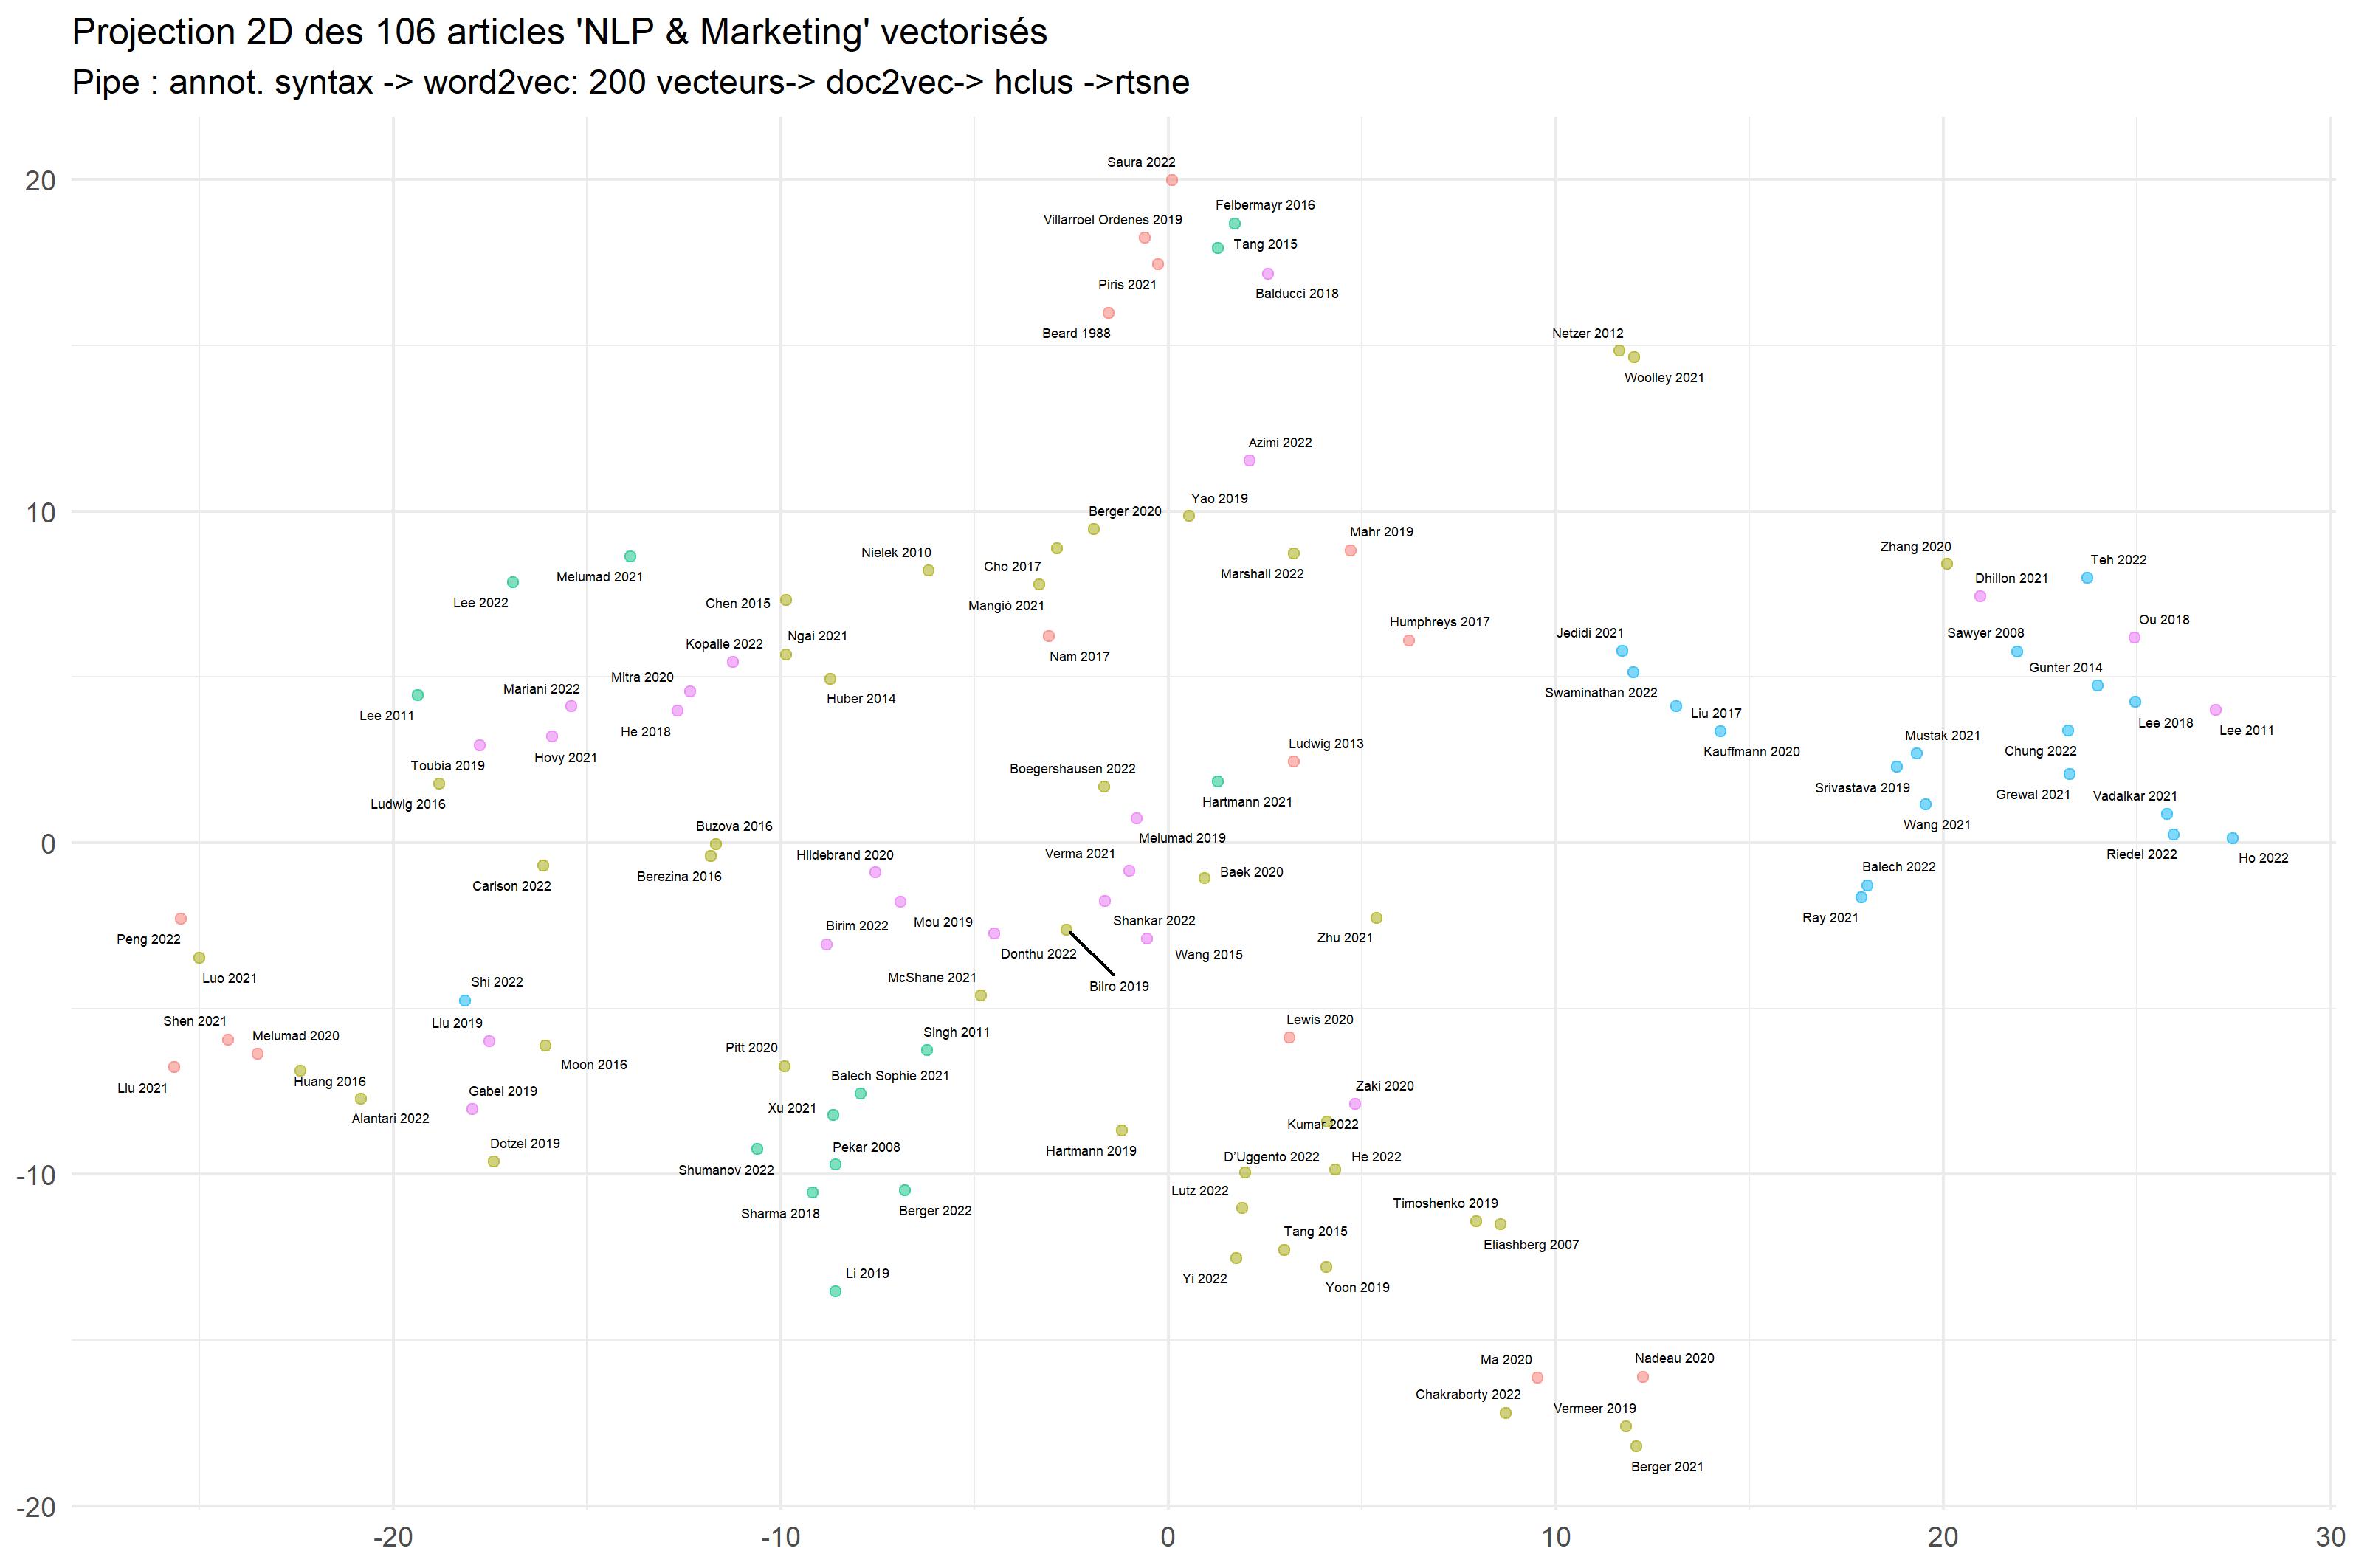 Projection 2D des 106 articles 'NLP & Marketing' vectorisés
Pipe : annot. syntax -> word2vec: 200 vecteurs-> doc2vec-> hclus ->rtsne
20
10
0
-10
-20
Saura 2022
Felbermayr 2016
Villarroel Ordenes 2019
Tang 2015
Piris 2021
Balducci 2018
Beard 1988
Netzer 2012
Woolley 2021
Azimi 2022
Yao 2019
Berger 2020
Mahr 2019
Nielek 2010
Cho 2017
Marshall 2022
Zhang 2020
Teh 2022
Dhillon 2021
Melumad 2021
Lee 2022
Chen 2015
Mangiò 2021
Ou 2018
Humphreys 2017
Jedidi 2021
Sawyer 2008
Ngai 2021
Kopalle 2022
Nam 2017
Gunter 2014
Mitra 2020
Mariani 2022
Swaminathan 2022
Huber 2014
Lee 2011
Liu 2017
Lee 2018
Lee 2011
He 2018
Mustak 2021
Ludwig 2013
Kauffmann 2020
Chung 2022
Hovy 2021
Toubia 2019
Boegershausen 2022
Srivastava 2019
Grewal 2021
Vadalkar 2021
Ludwig 2016
Hartmann 2021
Buzova 2016
Melumad 2019
Wang 2021
Hildebrand 2020
Verma 2021
Riedel 2022
Ho 2022
Berezina 2016
Baek 2020
Balech 2022
Carlson 2022
Ray 2021
Birim 2022
Mou 2019
Shankar 2022
Zhu 2021
Peng 2022
Donthu 2022
Wang 2015
Luo 2021
Shi 2022
McShane 2021
Bilro 2019
Shen 2021
Liu 2019
Melumad 2020
Singh 2011
Lewis 2020
Pitt 2020
Moon 2016
Balech Sophie 2021
Liu 2021
Huang 2016
Gabel 2019
Zaki 2020
Xu 2021
Alantari 2022
Kumar 2022
Dotzel 2019
Pekar 2008
Hartmann 2019
D'Uggento 2022
He 2022
Shumanov 2022
Lutz 2022
Timoshenko 2019
Sharma 2018
Berger 2022
Tang 2015
Eliashberg 2007
Li 2019
Yi 2022
Yoon 2019
Ma 2020
Nadeau 2020
Chakraborty 2022
Vermeer 2019
Berger 2021
-20
-10
0
10
20
30